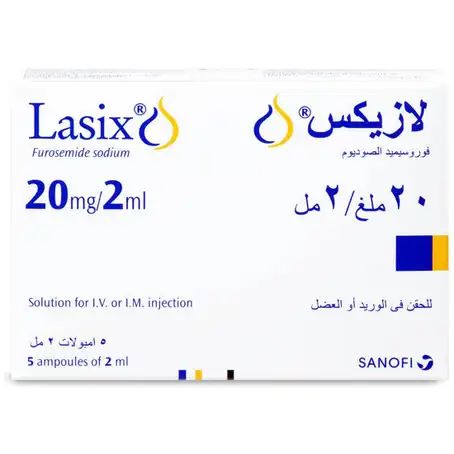 Lasix®
Furosemide sodium
20mg/2ml
Solution for I.V. or I.M. injection
٥ امبولات ٢ مل
5 ampoules of 2 ml
لازيكس®
فوروسيميد الصوديوم
٢٠ ملغ/٢ مل
للحقن فى الوريد أو العضل
SANOFI